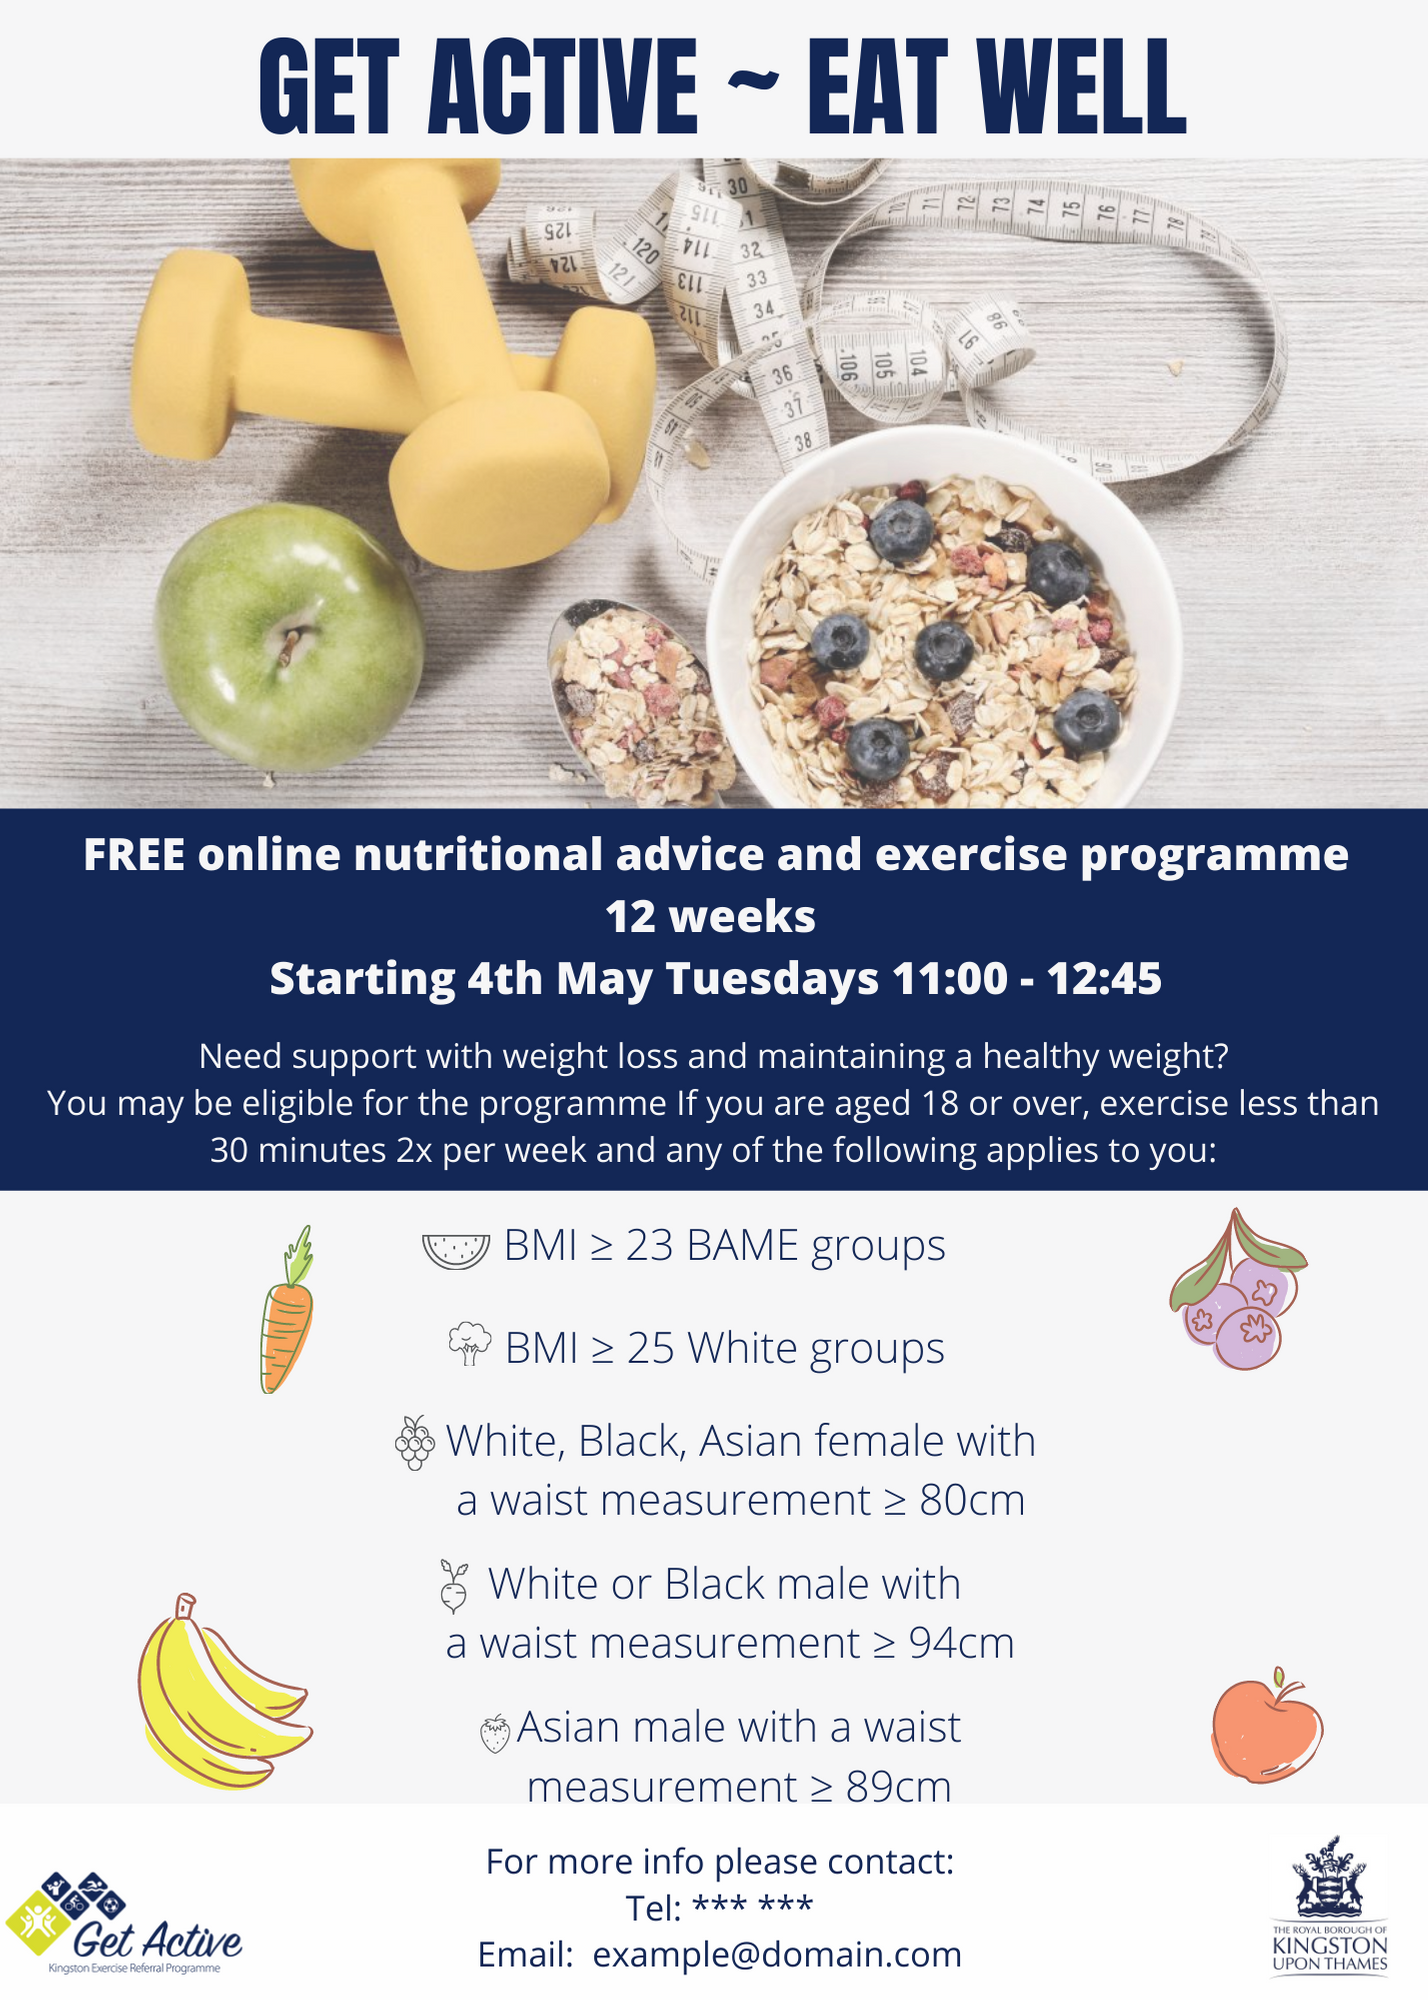 GET ACTIVE ~ EAT WELL
FREE online nutritional advice and exercise programme
12 weeks
Starting 4th May Tuesdays 11:00 - 12:45
Need support with weight loss and maintaining a healthy weight?
You may be eligible for the programme If you are aged 18 or over, exercise less than
30 minutes 2x per week and any of the following applies to you:
BMI ≥ 23 BAME groups
BMI ≥ 25 White groups
White, Black, Asian female with
a waist measurement ≥ 80cm
White or Black male with
a waist measurement ≥ 94cm
Asian male with a waist
measurement ≥ 89cm
For more info please contact:
Tel: *** ***
Email: example@domain.com
Get Active
Kingston Exercise Referral Programme
THE ROYAL BOROUGH OF
KINGSTON
UPON THAMES